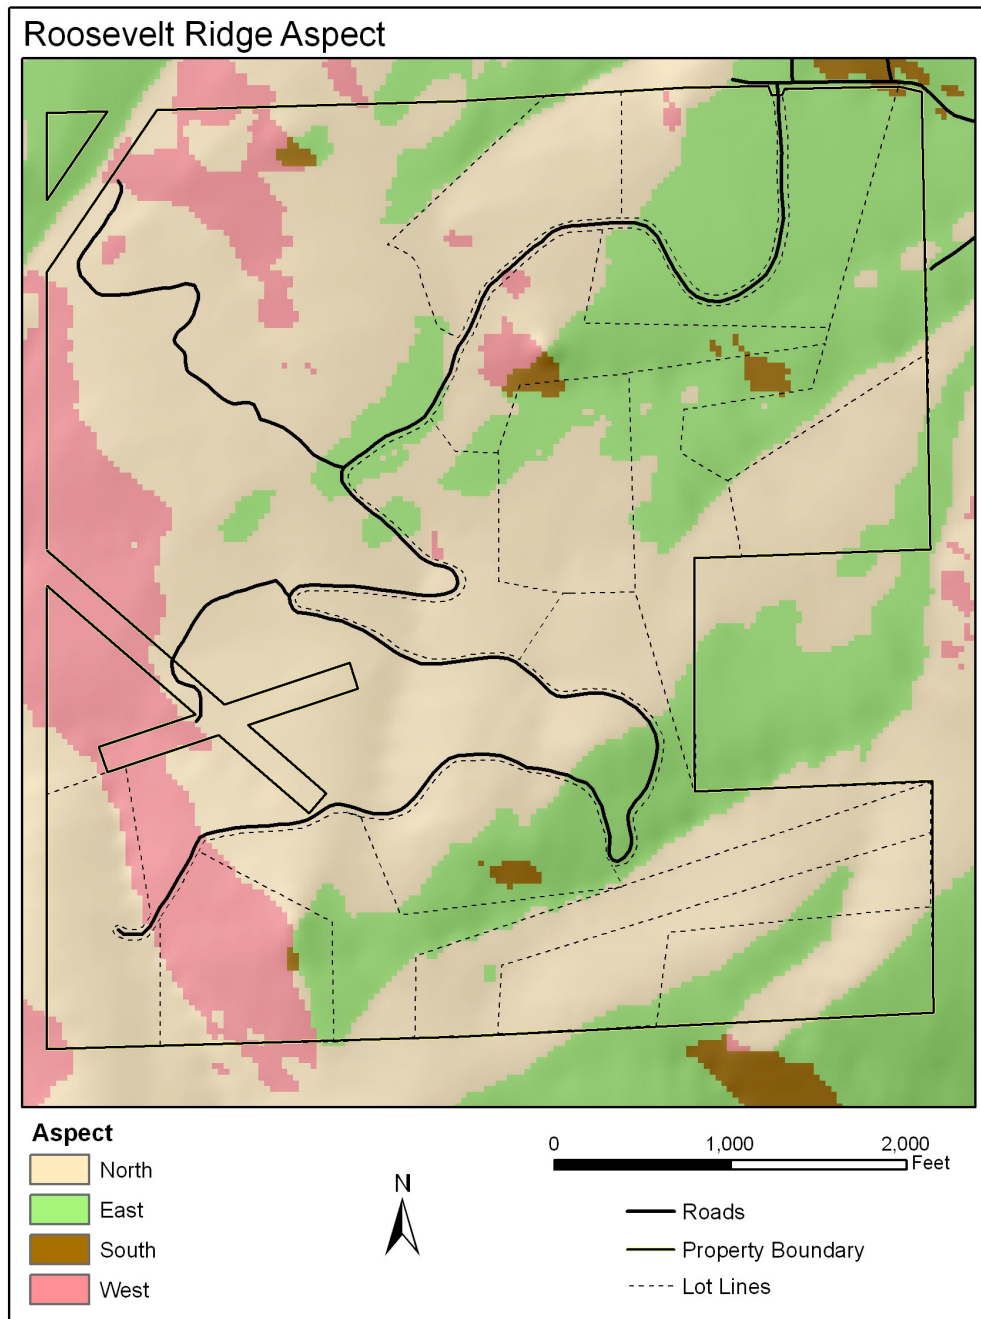 Roosevelt Ridge Aspect
Aspect
North
East
South
West
N
0 1,000 2,000
Feet
Roads
Property Boundary
Lot Lines